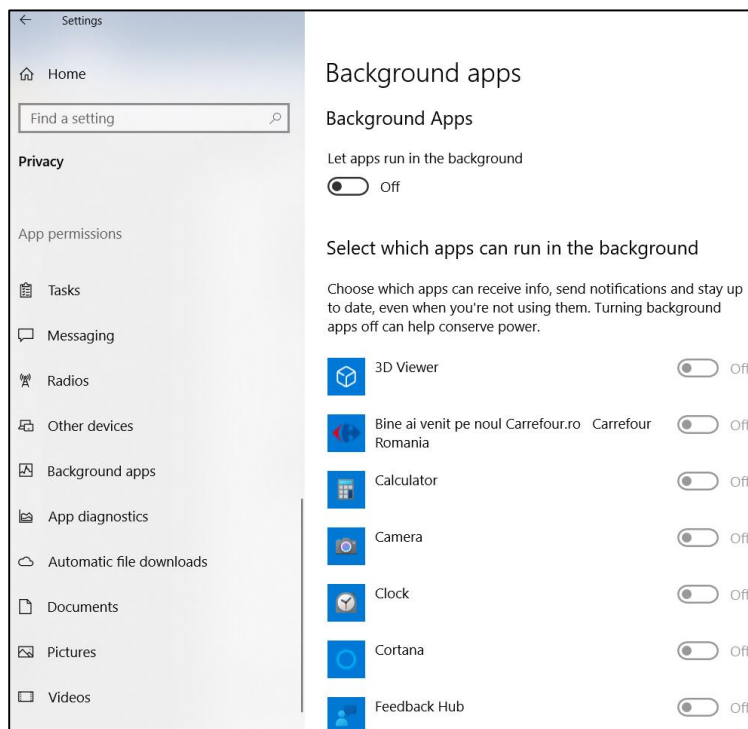 Settings
Home
Find a setting
Privacy
App permissions
Tasks
Messaging
Radios
Other devices
Background apps
App diagnostics
Automatic file downloads
Documents
Pictures
Videos
Background apps
Background Apps
Let apps run in the background
Off
Select which apps can run in the background
Choose which apps can receive info, send notifications and stay up
to date, even when you're not using them. Turning background
apps off can help conserve power.
3D Viewer Off
Bine ai venit pe noul Carrefour.ro Carrefour Off
Romania
Calculator Off
Camera Off
Clock Off
Cortana Off
Feedback Hub Off